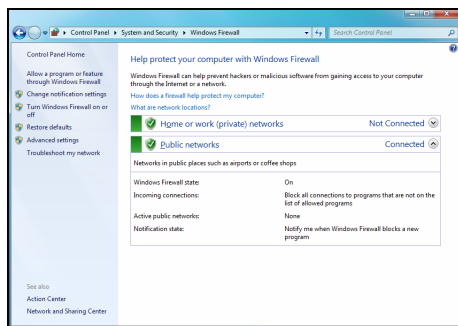 Control Panel ▸ System and Security ▸ Windows Firewall
Search Control Panel
Control Panel Home
Allow a program or feature
through Windows Firewall
Change notification settings
Turn Windows Firewall on or
off
Restore defaults
Advanced settings
Troubleshoot my network
See also
Action Center
Network and Sharing Center
Help protect your computer with Windows Firewall
Windows Firewall can help prevent hackers or malicious software from gaining access to your computer
through the Internet or a network.
How does a firewall help protect my computer?
What are network locations?
Home or work (private) networks Not Connected
Public networks Connected
Networks in public places such as airports or coffee shops
Windows Firewall state: On
Incoming connections: Block all connections to programs that are not on the
list of allowed programs
Active public networks: None
Notification state: Notify me when Windows Firewall blocks a new
program